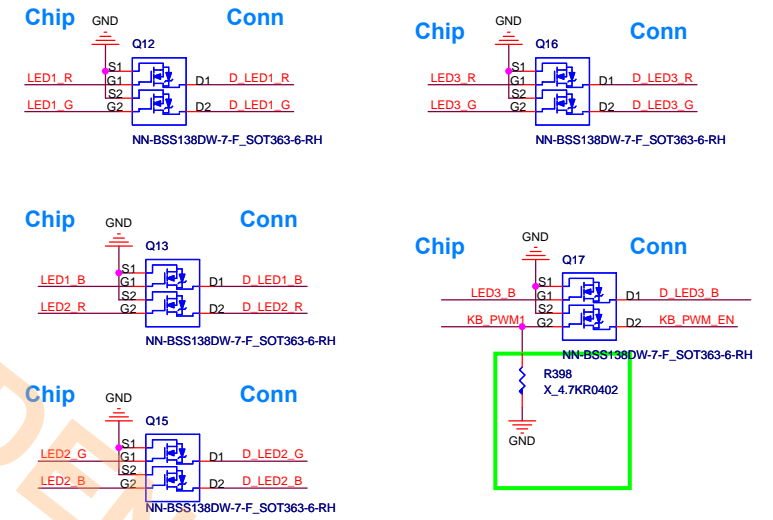 Chip GND Conn
Q12
S1
LED1_R G1 D1 D_LED1_R
S2
LED1_G G2 D2 D_LED1_G
NN-BSS138DW-7-F_SOT363-6-RH
Chip GND Conn
Q16
S1
LED3_R G1 D1 D_LED3_R
S2
LED3_G G2 D2 D_LED3_G
NN-BSS138DW-7-F_SOT363-6-RH
Chip GND Conn
Q13
S1
LED1_B G1 D1 D_LED1_B
S2
LED2_R G2 D2 D_LED2_R
NN-BSS138DW-7-F_SOT363-6-RH
Chip GND Conn
Q17
S1
LED3_B G1 D1 D_LED3_B
S2
KB_PWM1 G2 D2 KB_PWM_EN
NN-BSS138DW-7-F_SOT363-6-RH
R398
X_4.7KR0402
GND
Chip GND Conn
Q15
S1
LED2_G G1 D1 D_LED2_G
S2
LED2_B G2 D2 D_LED2_B
NN-BSS138DW-7-F_SOT363-6-RH